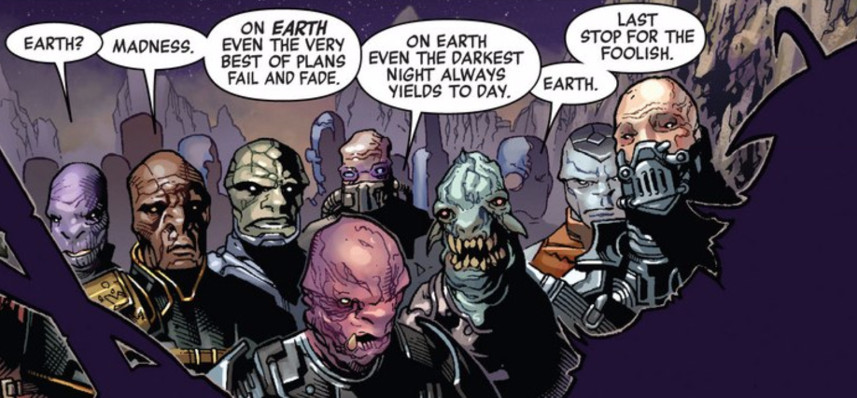 EARTH?
MADNESS.
ON EARTH
EVEN THE VERY
BEST OF PLANS
FAIL AND FADE.
ON EARTH
EVEN THE DARKEST
NIGHT ALWAYS
YIELDS TO DAY.
EARTH.
LAST
STOP FOR THE
FOOLISH.